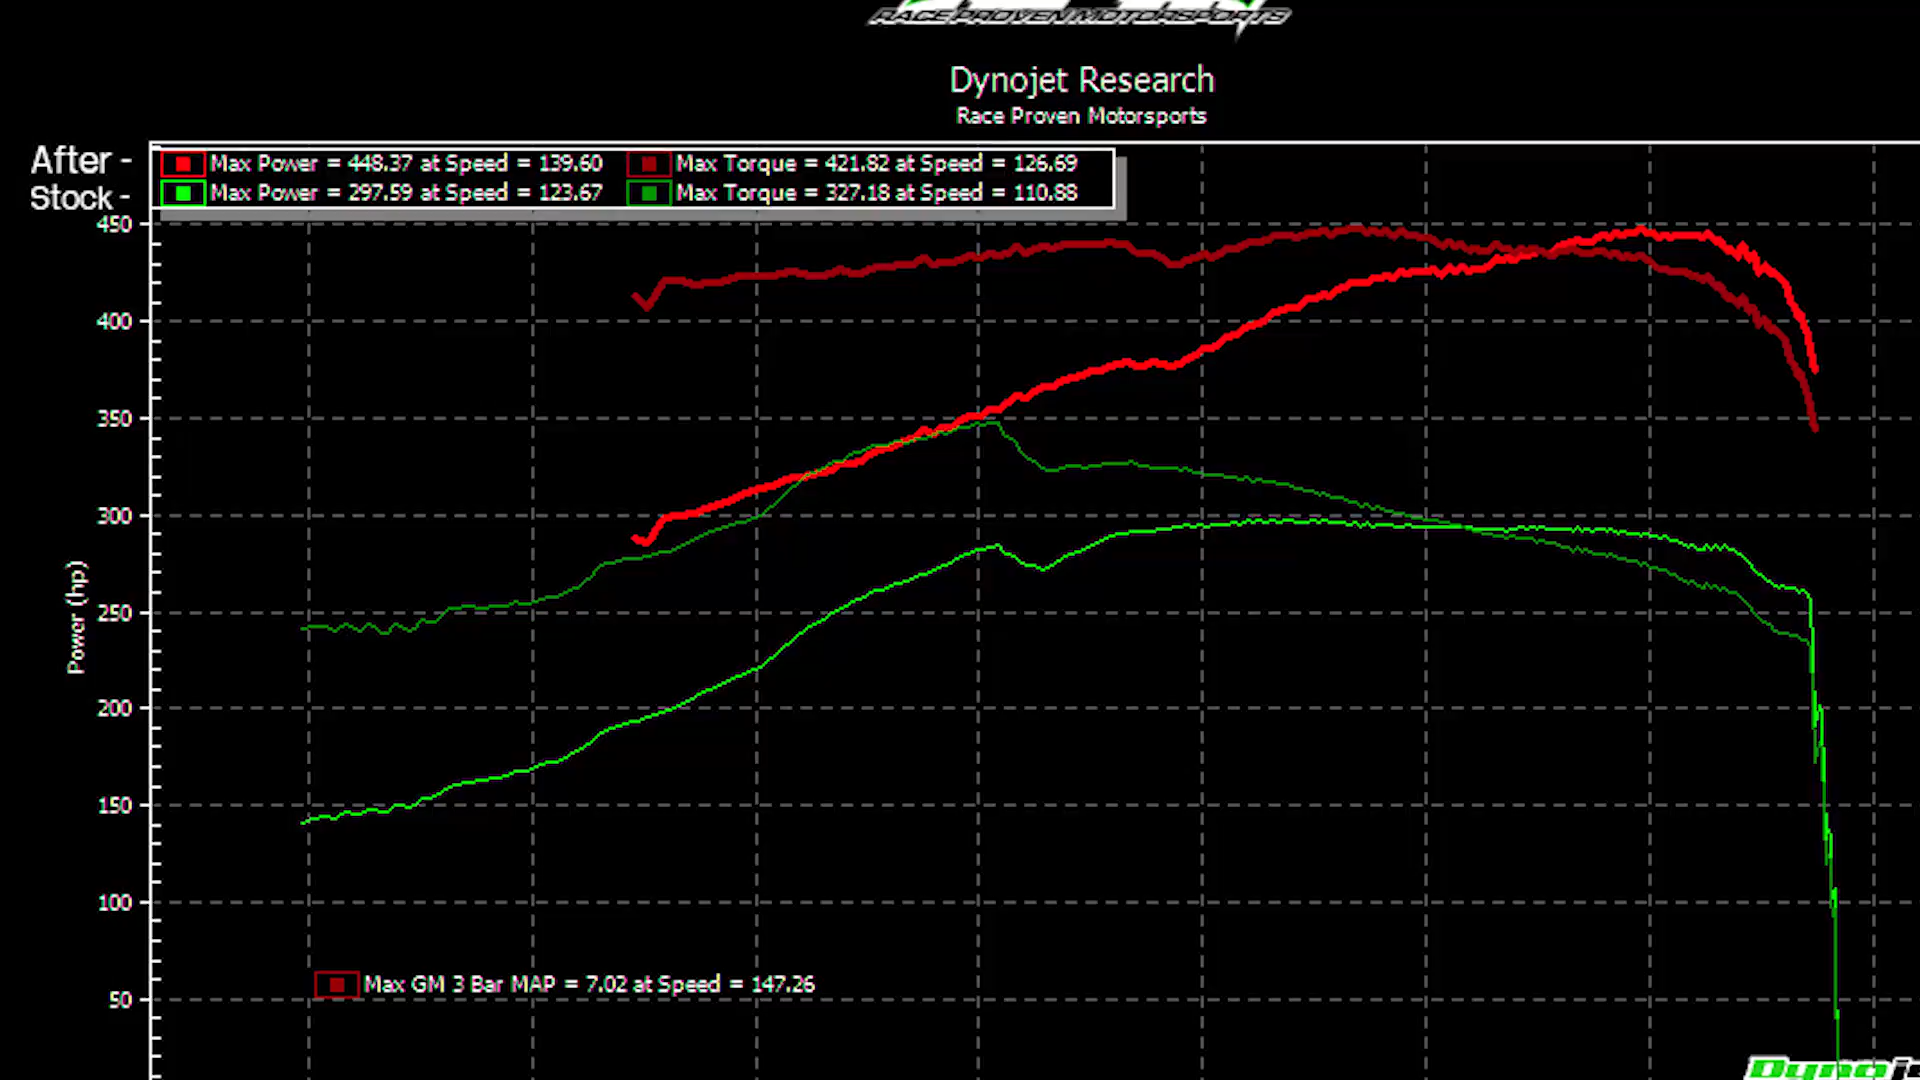 RACE PROVEN MOTORSPORTS
Dynojet Research
Race Proven Motorsports
After - Max Power = 448.37 at Speed = 139.60 Max Torque = 421.82 at Speed = 126.69
Stock - Max Power = 297.59 at Speed = 123.67 Max Torque = 327.18 at Speed = 110.88
450
400
350
300
250
200
150
100
50
Power (hp)
Max GM 3 Bar MAP = 7.02 at Speed = 147.26